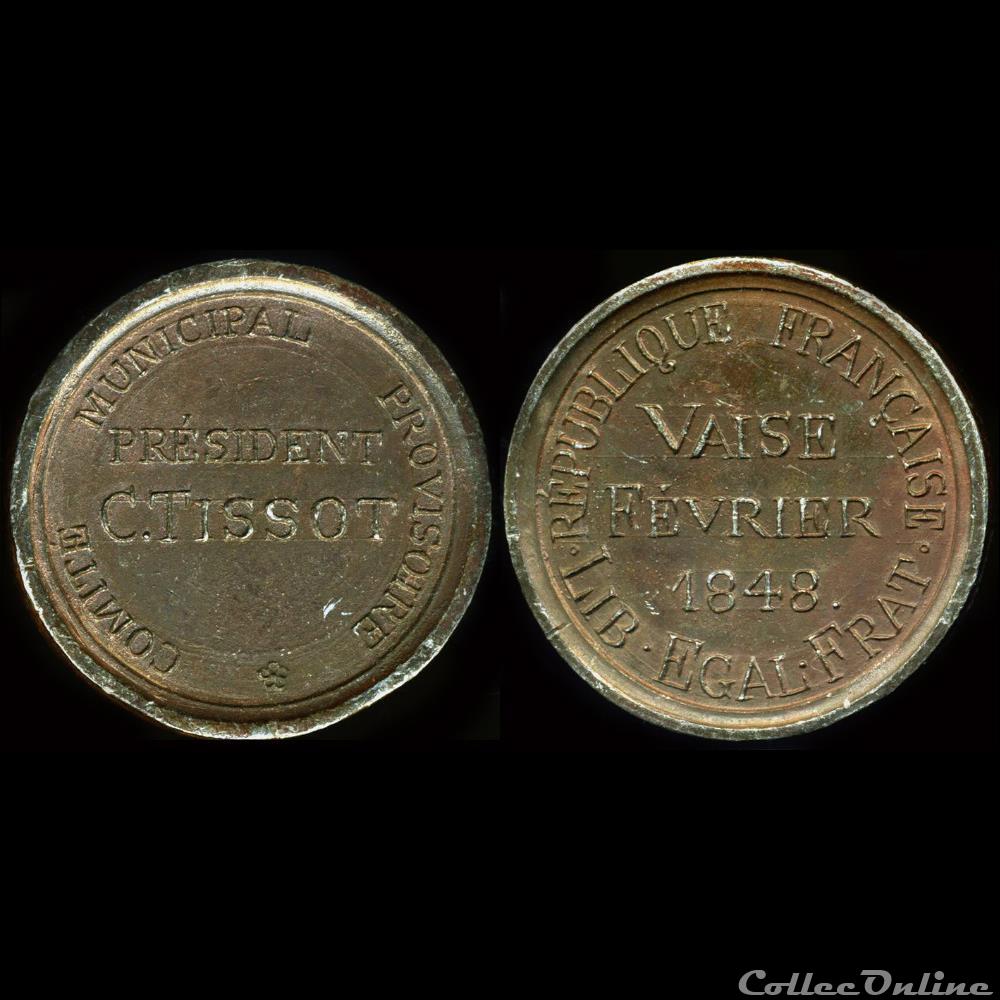 COMITÉ MUNICIPAL PROVISOIRE
PRÉSIDENT
C. TISSOT
· RÉPUBLIQUE FRANÇAISE ·
VAISE
FÉVRIER
1848.
LIB · EGAL · FRAT
CollecOnline